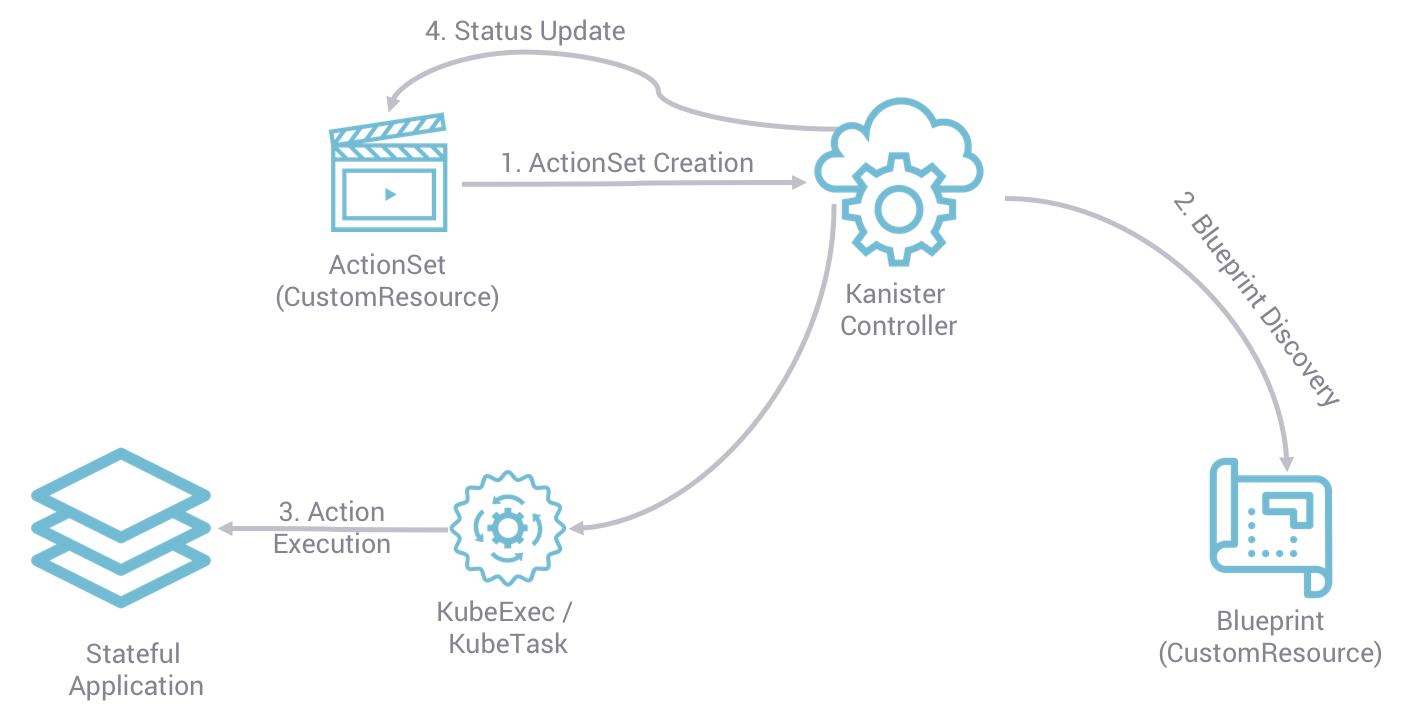 4. Status Update
1. ActionSet Creation
2. Blueprint Discovery
ActionSet
(CustomResource)
Kanister
Controller
3. Action
Execution
KubeExec /
KubeTask
Blueprint
(CustomResource)
Stateful
Application